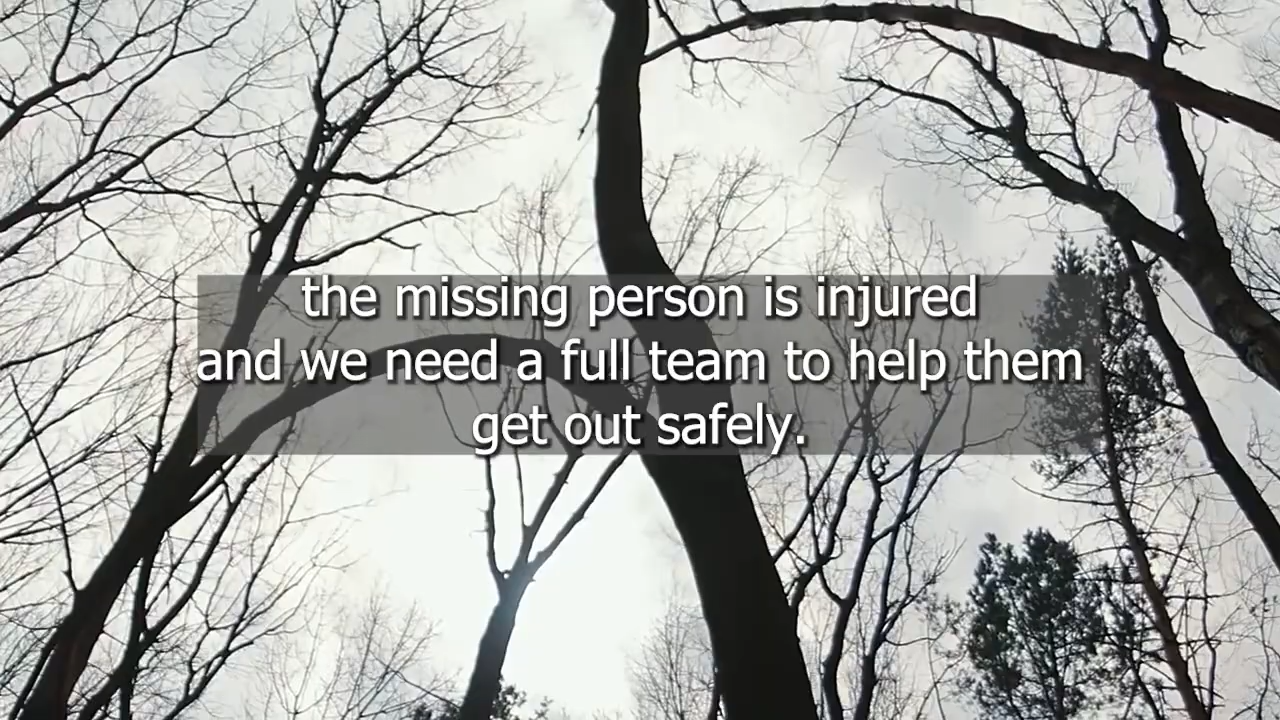 the missing person is injured
and we need a full team to help them
get out safely.